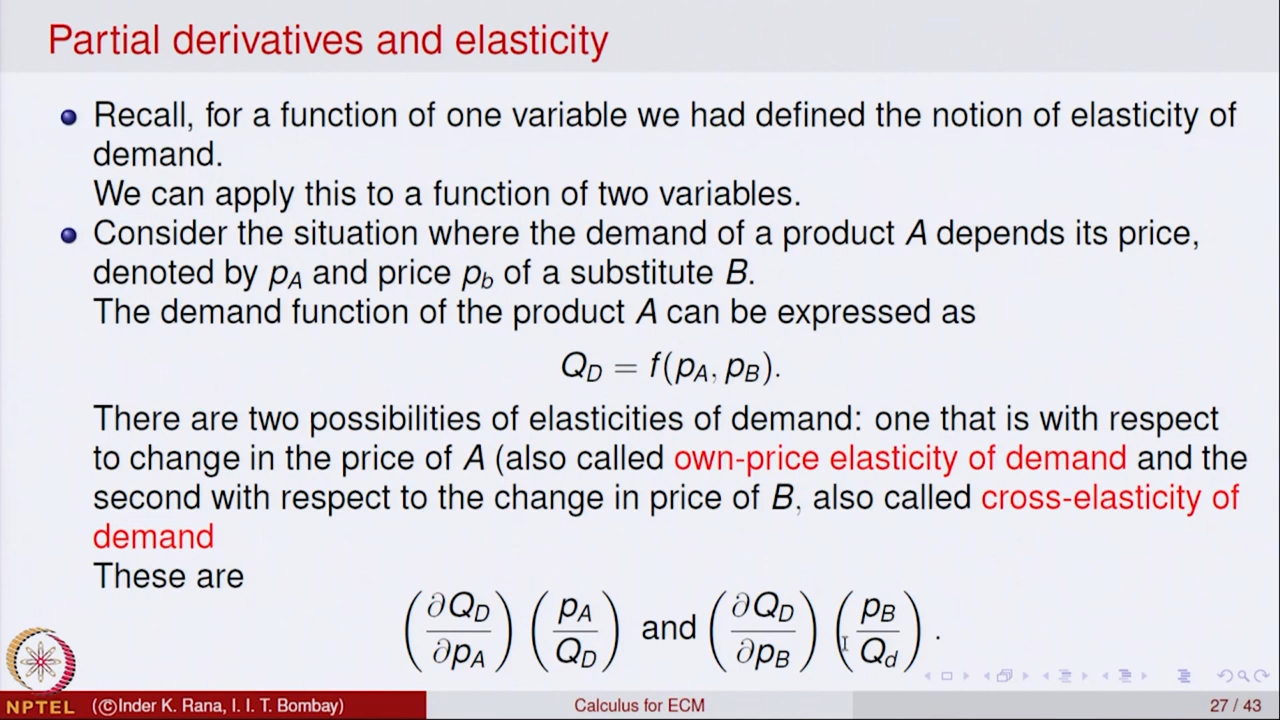 Partial derivatives and elasticity
Recall, for a function of one variable we had defined the notion of elasticity of
demand.
We can apply this to a function of two variables.
Consider the situation where the demand of a product A depends its price,
denoted by p_A and price p_b of a substitute B.
The demand function of the product A can be expressed as
Q_D = f(p_A, p_B).
There are two possibilities of elasticities of demand: one that is with respect
to change in the price of A (also called own-price elasticity of demand and the
second with respect to the change in price of B, also called cross-elasticity of
demand
These are
(∂Q_D/∂p_A) (p_A/Q_D) and (∂Q_D/∂p_B) (p_B/Q_d).
NPTEL (©Inder K. Rana, I. I. T. Bombay) Calculus for ECM 27 / 43